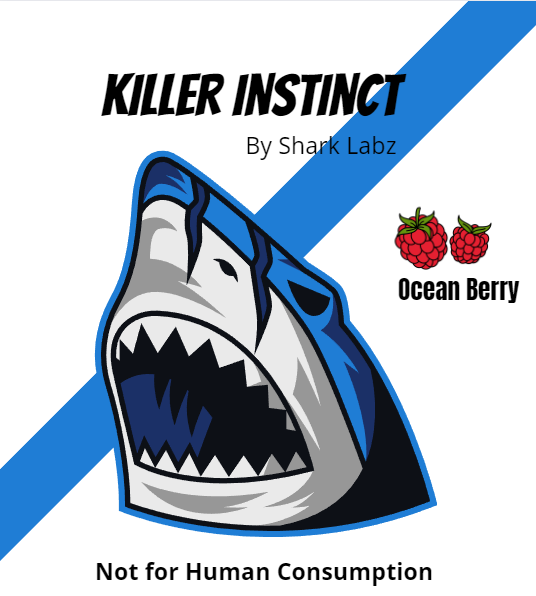 KILLER INSTINCT
By Shark Labz
Ocean Berry
Not for Human Consumption